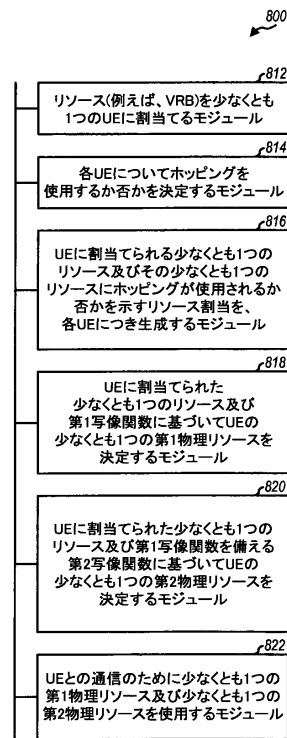 800
812
リソース(例えば、VRB)を少なくとも
1つのUEに割当てるモジュール
814
各UEについてホッピングを
使用するか否かを決定するモジュール
816
UEに割当てられる少なくとも1つの
リソース及びその少なくとも1つの
リソースにホッピングが使用されるか
否かを示すリソース割当を、
各UEにつき生成するモジュール
818
UEに割当てられた
少なくとも1つのリソース及び
第1写像関数に基づいてUEの
少なくとも1つの第1物理リソースを
決定するモジュール
820
UEに割当てられた少なくとも1つの
リソース及び第1写像関数を備える
第2写像関数に基づいてUEの
少なくとも1つの第2物理リソースを
決定するモジュール
822
UEとの通信のために少なくとも1つの
第1物理リソース及び少なくとも1つの
第2物理リソースを使用するモジュール